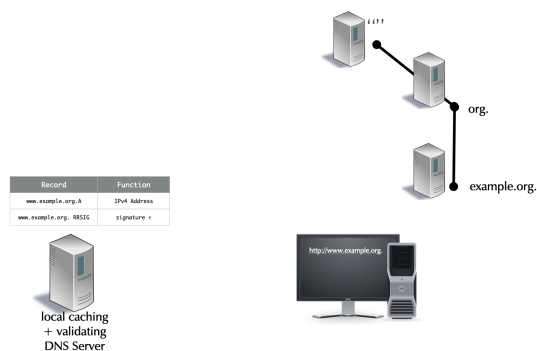 “”
org.
example.org.
Record Function
www.example.org.A IPv4 Address
www.example.org. RRSIG signature ↑
http://www.example.org.
local caching
+ validating
DNS Server